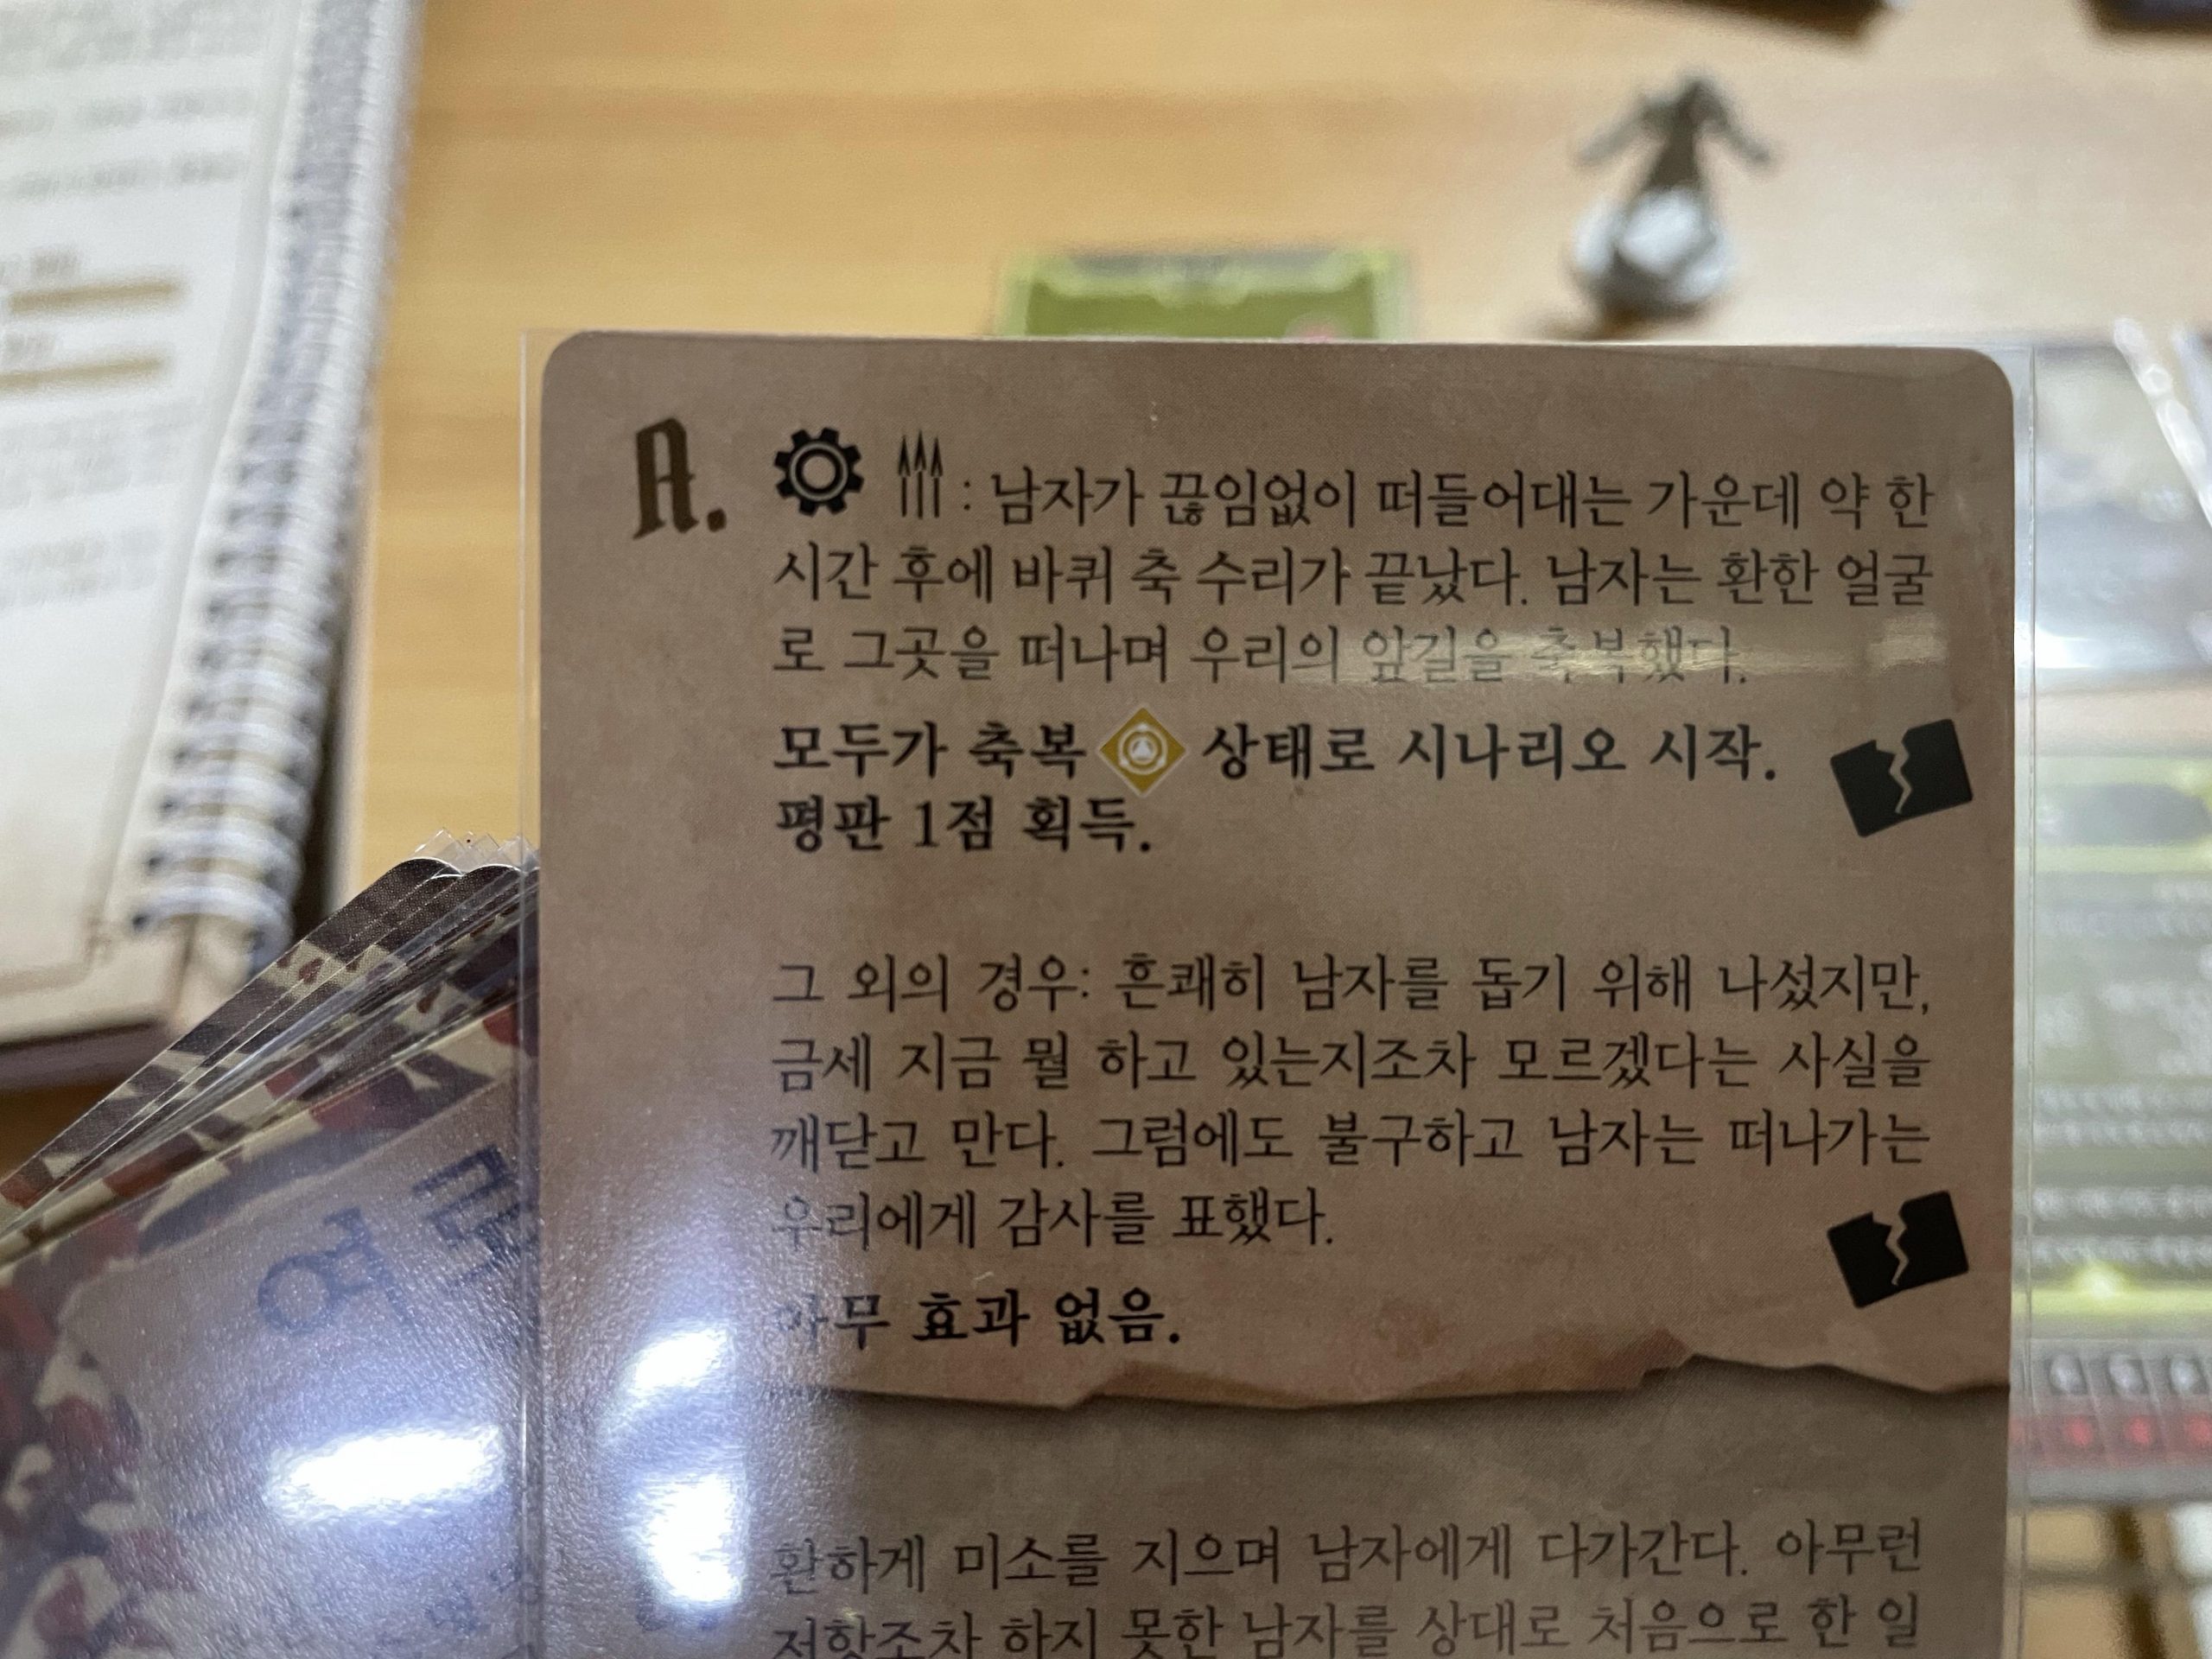 A. : 남자가 끊임없이 떠들어대는 가운데 약 한
시간 후에 바퀴 축 수리가 끝났다. 남자는 환한 얼굴
로 그곳을 떠나며 우리의 앞길을 축복했다.
모두가 축복 상태로 시나리오 시작.
평판 1점 획득.
그 외의 경우: 흔쾌히 남자를 돕기 위해 나섰지만,
금세 지금 뭘 하고 있는지조차 모르겠다는 사실을
깨닫고 만다. 그럼에도 불구하고 남자는 떠나가는
우리에게 감사를 표했다.
아무 효과 없음.
환하게 미소를 지으며 남자에게 다가간다. 아무런
저항조차 하지 못한 남자를 상대로 처음으로 한 일
여로